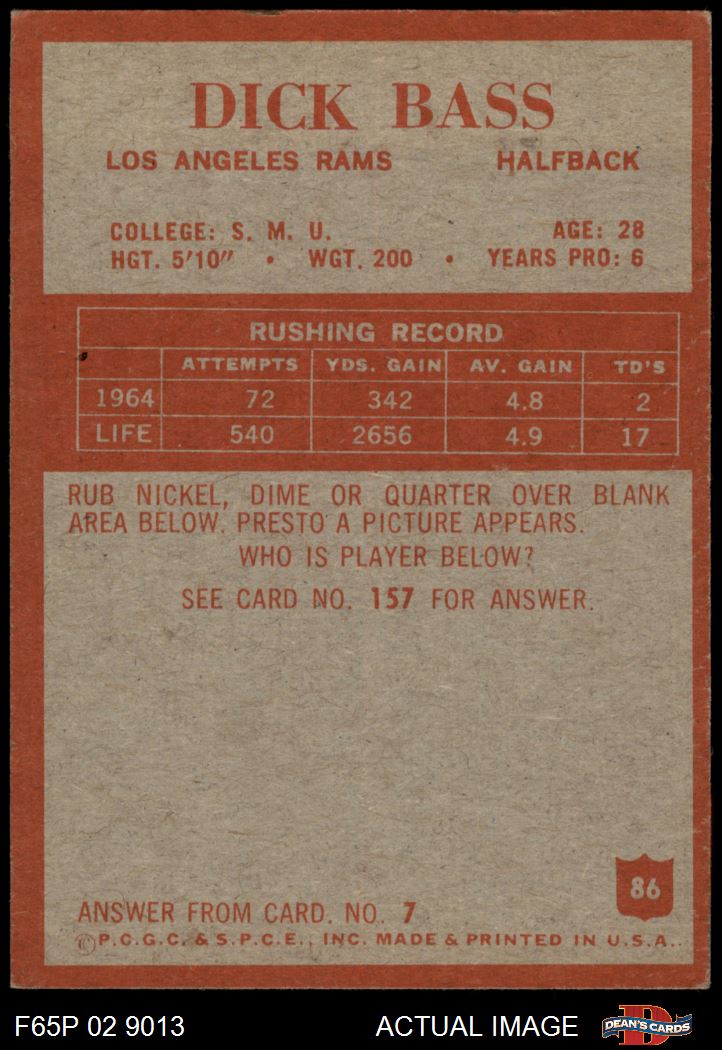 DICK BASS
LOS ANGELES RAMS HALFBACK
COLLEGE: S. M. U. AGE: 28
HGT. 5'10" • WGT. 200 • YEARS PRO: 6
RUSHING RECORD
ATTEMPTS YDS. GAIN AV. GAIN TD'S
1964 72 342 4.8 2
LIFE 540 2656 4.9 17
RUB NICKEL, DIME OR QUARTER OVER BLANK
AREA BELOW. PRESTO A PICTURE APPEARS.
WHO IS PLAYER BELOW?
SEE CARD NO. 157 FOR ANSWER.
86
ANSWER FROM CARD. NO. 7
©P.C.G.C. & S.P.C.E., INC. MADE & PRINTED IN U.S.A.
F65P 02 9013 ACTUAL IMAGE D DEAN'S CARDS